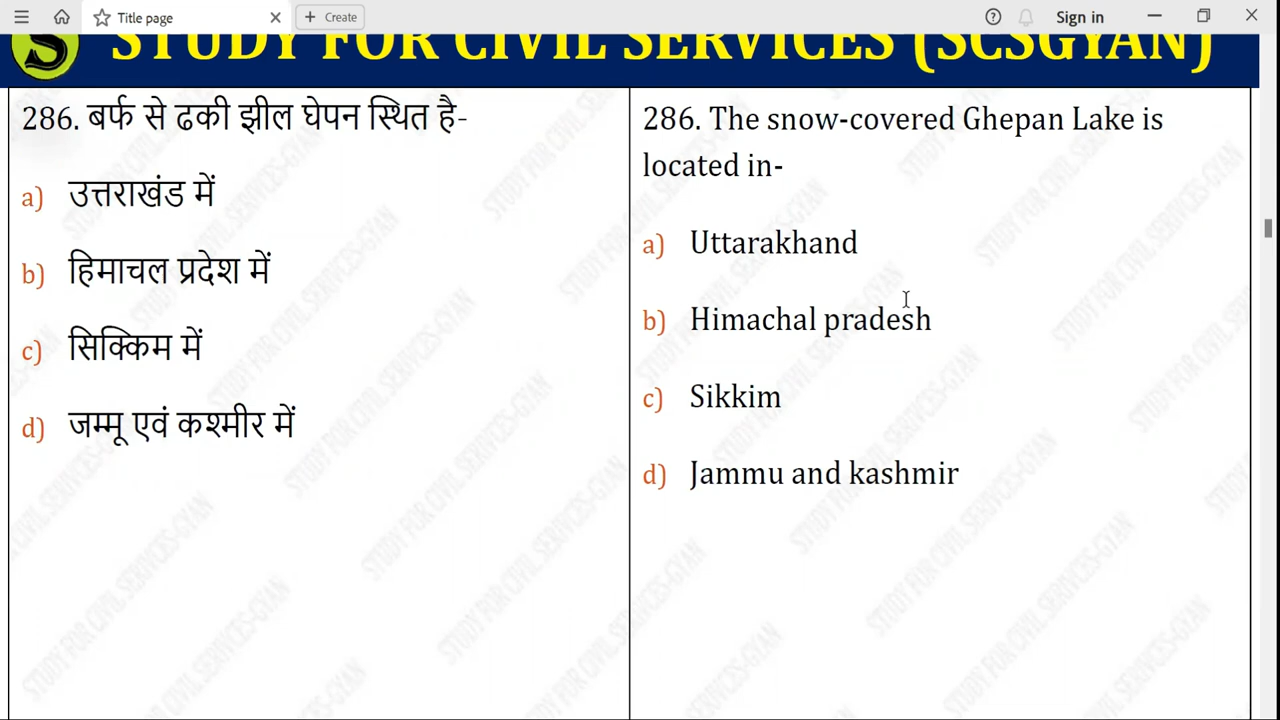 Title page
Create
Sign in
STUDY FOR CIVIL SERVICES (SCSGYAN)
286. बर्फ से ढकी झील घेपन स्थित है-
a) उत्तराखंड में
b) हिमाचल प्रदेश में
c) सिक्किम में
d) जम्मू एवं कश्मीर में
286. The snow-covered Ghepan Lake is
located in-
a) Uttarakhand
b) Himachal pradesh
c) Sikkim
d) Jammu and kashmir